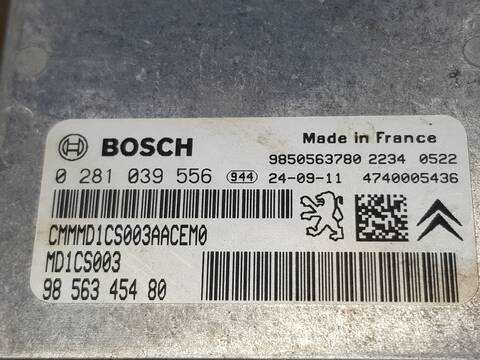 BOSCH
Made in France
9850563780 2234 0522
0 281 039 556 944 24-09-11 4740005436
CMMMD1CS003AACEM0
MD1CS003
98 563 454 80